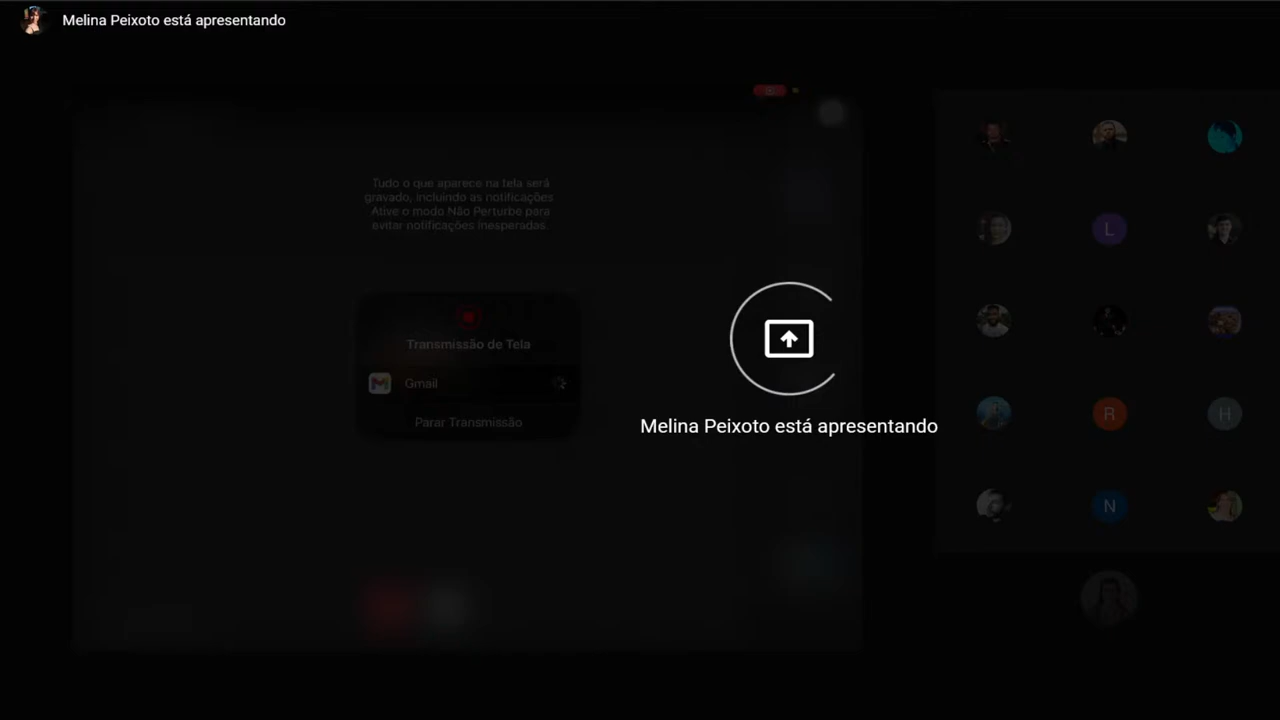 Melina Peixoto está apresentando
Tudo o que aparece na tela será
gravado, incluindo as notificações.
Ative o modo Não Perturbe para
evitar notificações inesperadas.
Transmissão de Tela
Gmail
Parar Transmissão
Melina Peixoto está apresentando
L
R
H
N